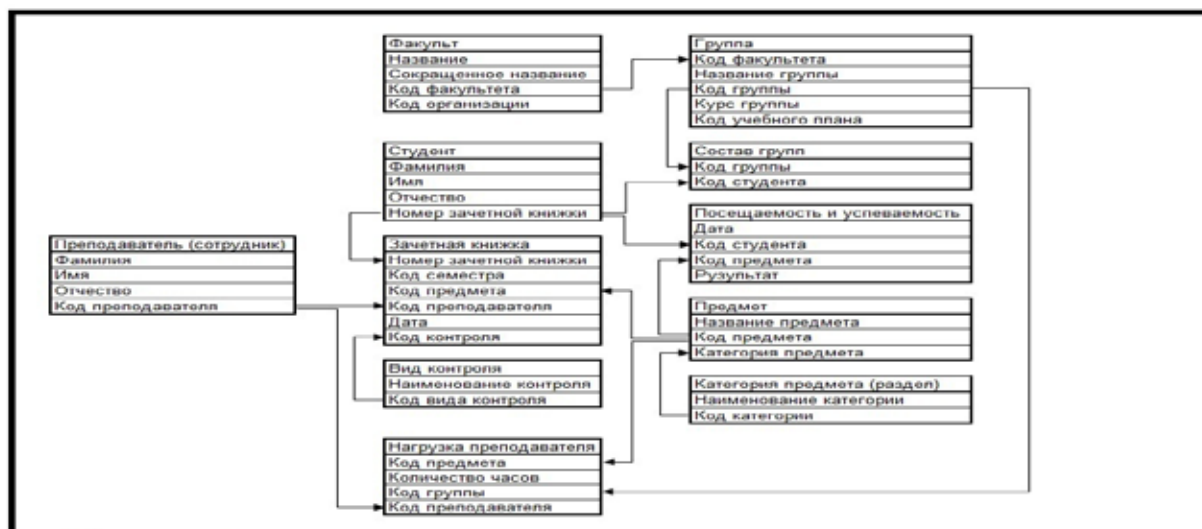 Факульт
Название
Сокращенное название
Код факультета
Код организации
Группа
Код факультета
Название группы
Код группы
Курс группы
Код учебного плана
Студент
Фамилия
Имя
Отчество
Номер зачетной книжки
Состав групп
Код группы
Код студента
Посещаемость и успеваемость
Дата
Код студента
Код предмета
Рузультат
Преподаватель (сотрудник)
Фамилия
Имя
Отчество
Код преподавателя
Зачетная книжка
Номер зачетной книжки
Код семестра
Код предмета
Код преподавателя
Дата
Код контроля
Предмет
Название предмета
Код предмета
Категория предмета
Вид контроля
Наименование контроля
Код вида контроля
Категория предмета (раздел)
Наименование категории
Код категории
Нагрузка преподавателя
Код предмета
Количество часов
Код группы
Код преподавателя